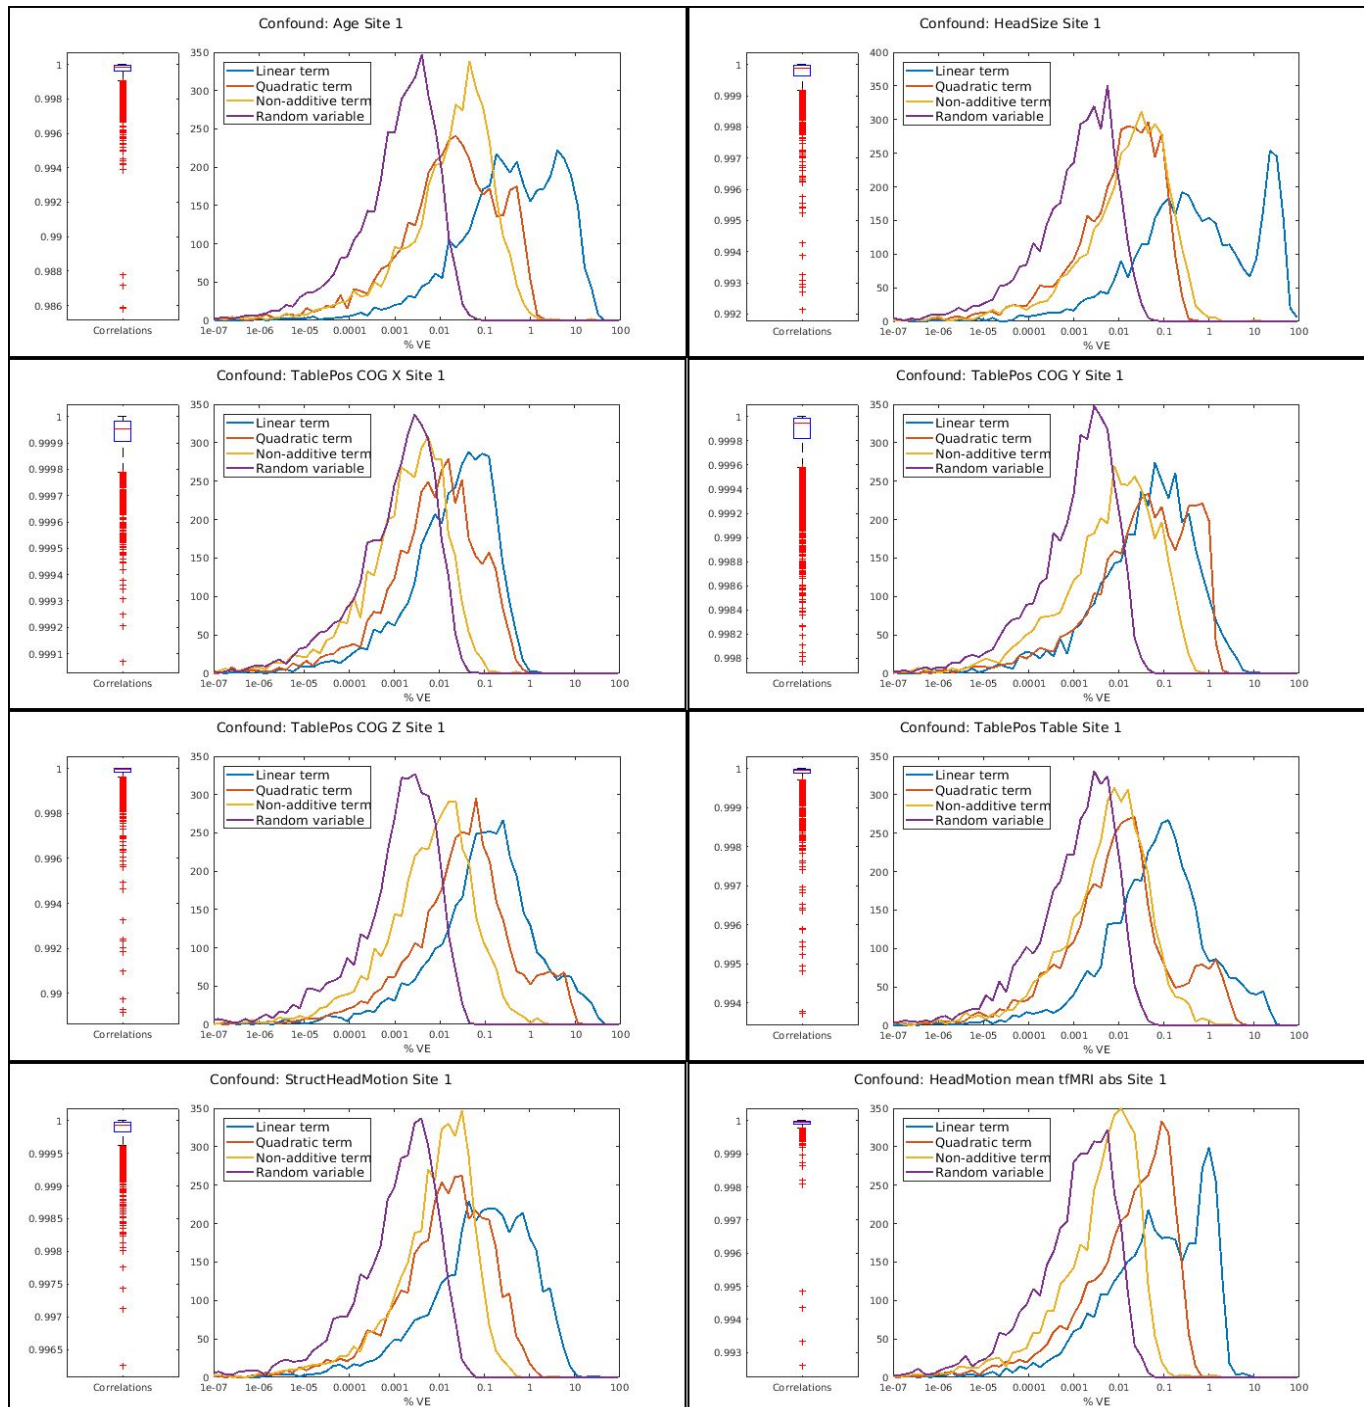 Confound: Age Site 1
1
0.998
0.996
0.994
0.992
0.99
0.988
0.986
Correlations
350
300
250
200
150
100
50
0
Linear term
Quadratic term
Non-additive term
Random variable
1e-07 1e-06 1e-05 0.0001 0.001 0.01 0.1 1 10 100
% VE
Confound: HeadSize Site 1
1
0.999
0.998
0.997
0.996
0.995
0.994
0.993
0.992
Correlations
400
350
300
250
200
150
100
50
0
Linear term
Quadratic term
Non-additive term
Random variable
1e-07 1e-06 1e-05 0.0001 0.001 0.01 0.1 1 10 100
% VE
Confound: TablePos COG X Site 1
1
0.9999
0.9998
0.9997
0.9996
0.9995
0.9994
0.9993
0.9992
0.9991
Correlations
350
300
250
200
150
100
50
0
Linear term
Quadratic term
Non-additive term
Random variable
1e-07 1e-06 1e-05 0.0001 0.001 0.01 0.1 1 10 100
% VE
Confound: TablePos COG Y Site 1
1
0.9998
0.9996
0.9994
0.9992
0.999
0.9988
0.9986
0.9984
0.9982
0.998
Correlations
350
300
250
200
150
100
50
0
Linear term
Quadratic term
Non-additive term
Random variable
1e-07 1e-06 1e-05 0.0001 0.001 0.01 0.1 1 10 100
% VE
Confound: TablePos COG Z Site 1
1
0.998
0.996
0.994
0.992
0.99
Correlations
350
300
250
200
150
100
50
0
Linear term
Quadratic term
Non-additive term
Random variable
1e-07 1e-06 1e-05 0.0001 0.001 0.01 0.1 1 10 100
% VE
Confound: TablePos Table Site 1
1
0.999
0.998
0.997
0.996
0.995
0.994
Correlations
350
300
250
200
150
100
50
0
Linear term
Quadratic term
Non-additive term
Random variable
1e-07 1e-06 1e-05 0.0001 0.001 0.01 0.1 1 10 100
% VE
Confound: StructHeadMotion Site 1
1
0.9995
0.999
0.9985
0.998
0.9975
0.997
0.9965
Correlations
350
300
250
200
150
100
50
0
Linear term
Quadratic term
Non-additive term
Random variable
1e-07 1e-06 1e-05 0.0001 0.001 0.01 0.1 1 10 100
% VE
Confound: HeadMotion mean tfMRI abs Site 1
1
0.999
0.998
0.997
0.996
0.995
0.994
0.993
Correlations
350
300
250
200
150
100
50
0
Linear term
Quadratic term
Non-additive term
Random variable
1e-07 1e-06 1e-05 0.0001 0.001 0.01 0.1 1 10 100
% VE